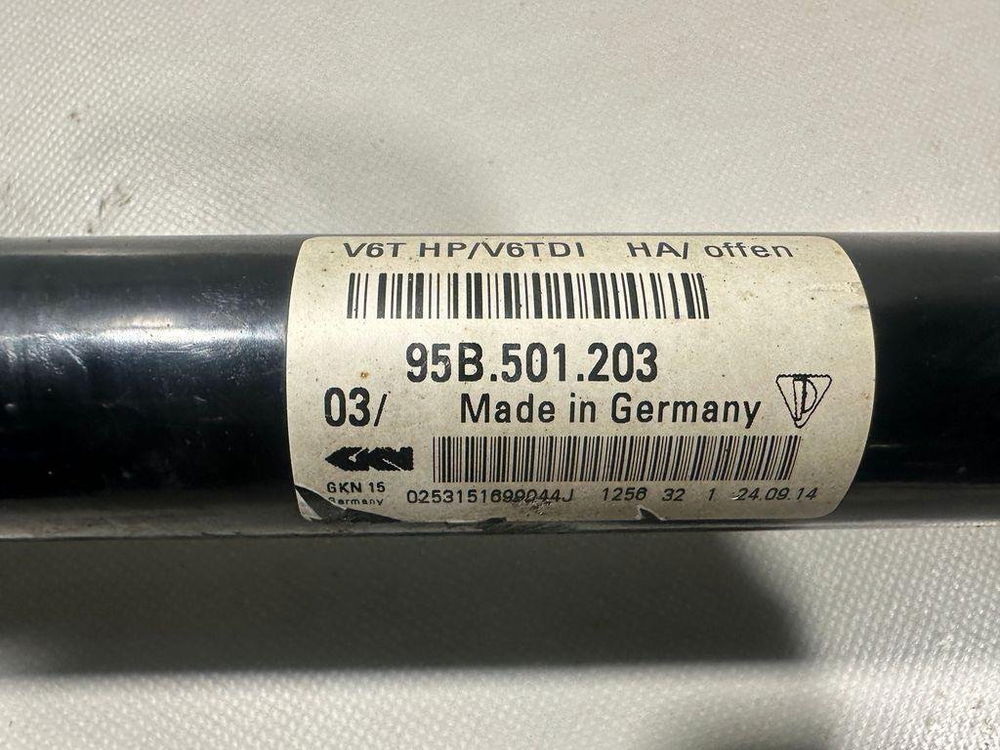 V6T HP/V6TDI HA/ offen
95B.501.203
03/ Made in Germany
GKN
GKN 15
Germany
0253151699044J 1256 32 1 24.09.14